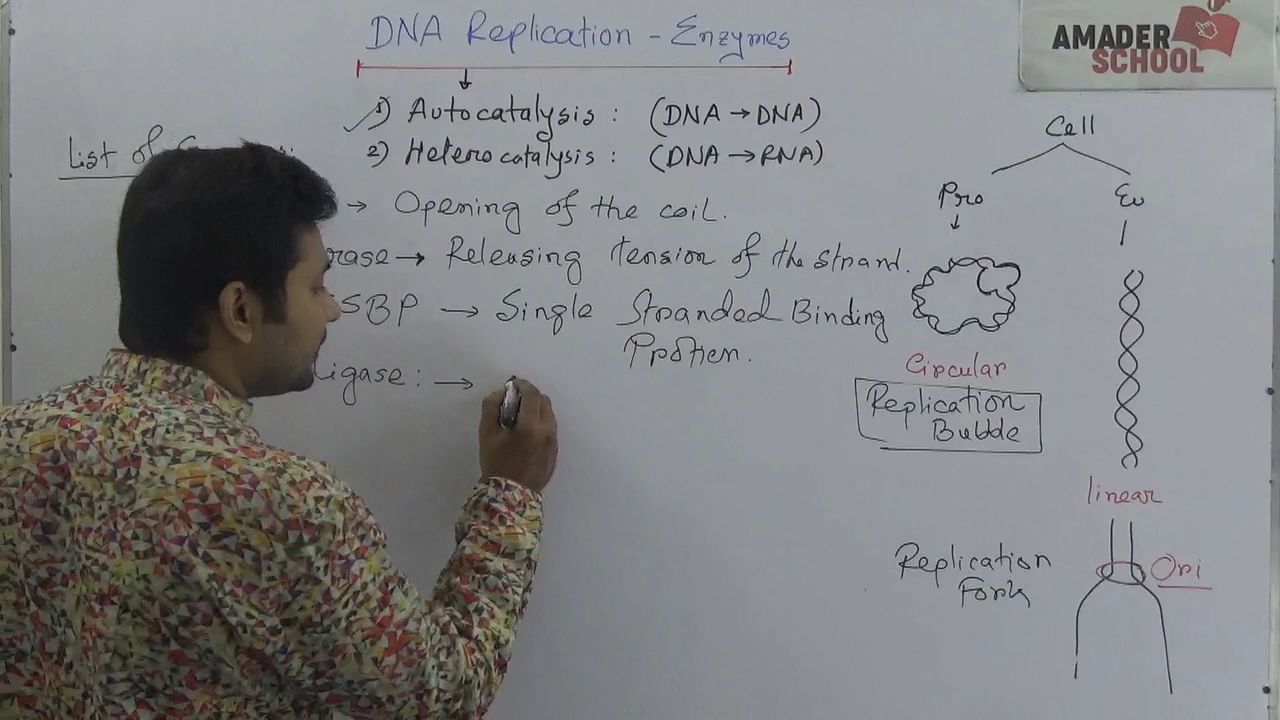 DNA Replication - Enzymes
AMADER
SCHOOL
1) Autocatalysis : (DNA → DNA)
2) Heterocatalysis : (DNA → RNA)
List of
→ Opening of the coil.
rase → Releasing tension of the strand.
SBP → Single Stranded Binding
Protien.
ligase : →
Cell
Pro
Eu
Circular
Replication
Bubble
linear
Replication
Fork
Ori